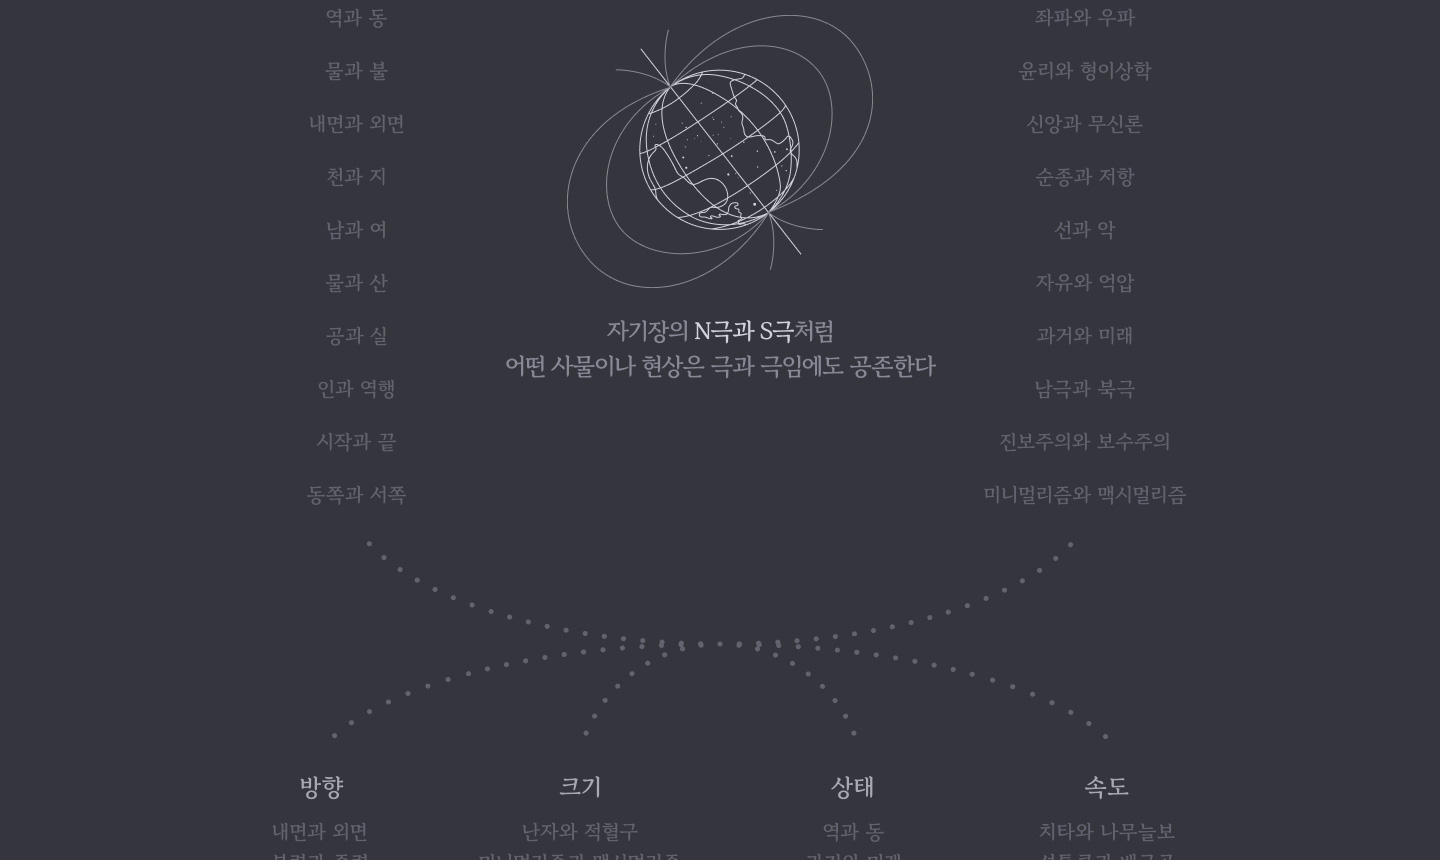 역과 동
물과 불
내면과 외면
천과 지
남과 여
물과 산
공과 실
인과 역행
시작과 끝
동쪽과 서쪽
자기장의 N극과 S극처럼
어떤 사물이나 현상은 극과 극임에도 공존한다
좌파와 우파
윤리와 형이상학
신앙과 무신론
순종과 저항
선과 악
자유와 억압
과거와 미래
남극과 북극
진보주의와 보수주의
미니멀리즘와 맥시멀리즘
방향
내면과 외면
크기
난자와 적혈구
상태
역과 동
속도
치타와 나무늘보